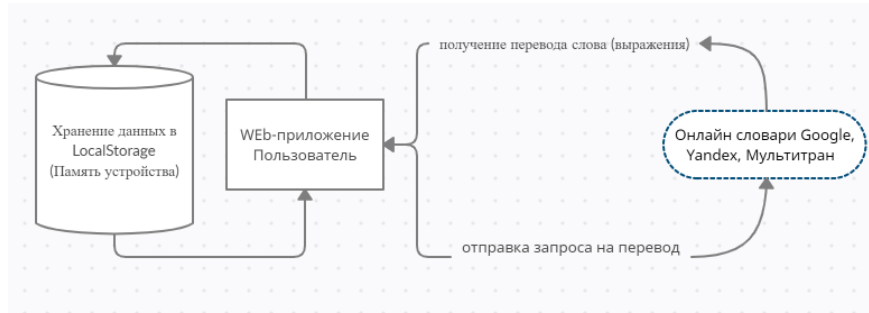 получение перевода слова (выражения)
Хранение данных в
LocalStorage
(Память устройства)
WEb-приложение
Пользователь
Онлайн словари Google,
Yandex, Мультитран
отправка запроса на перевод